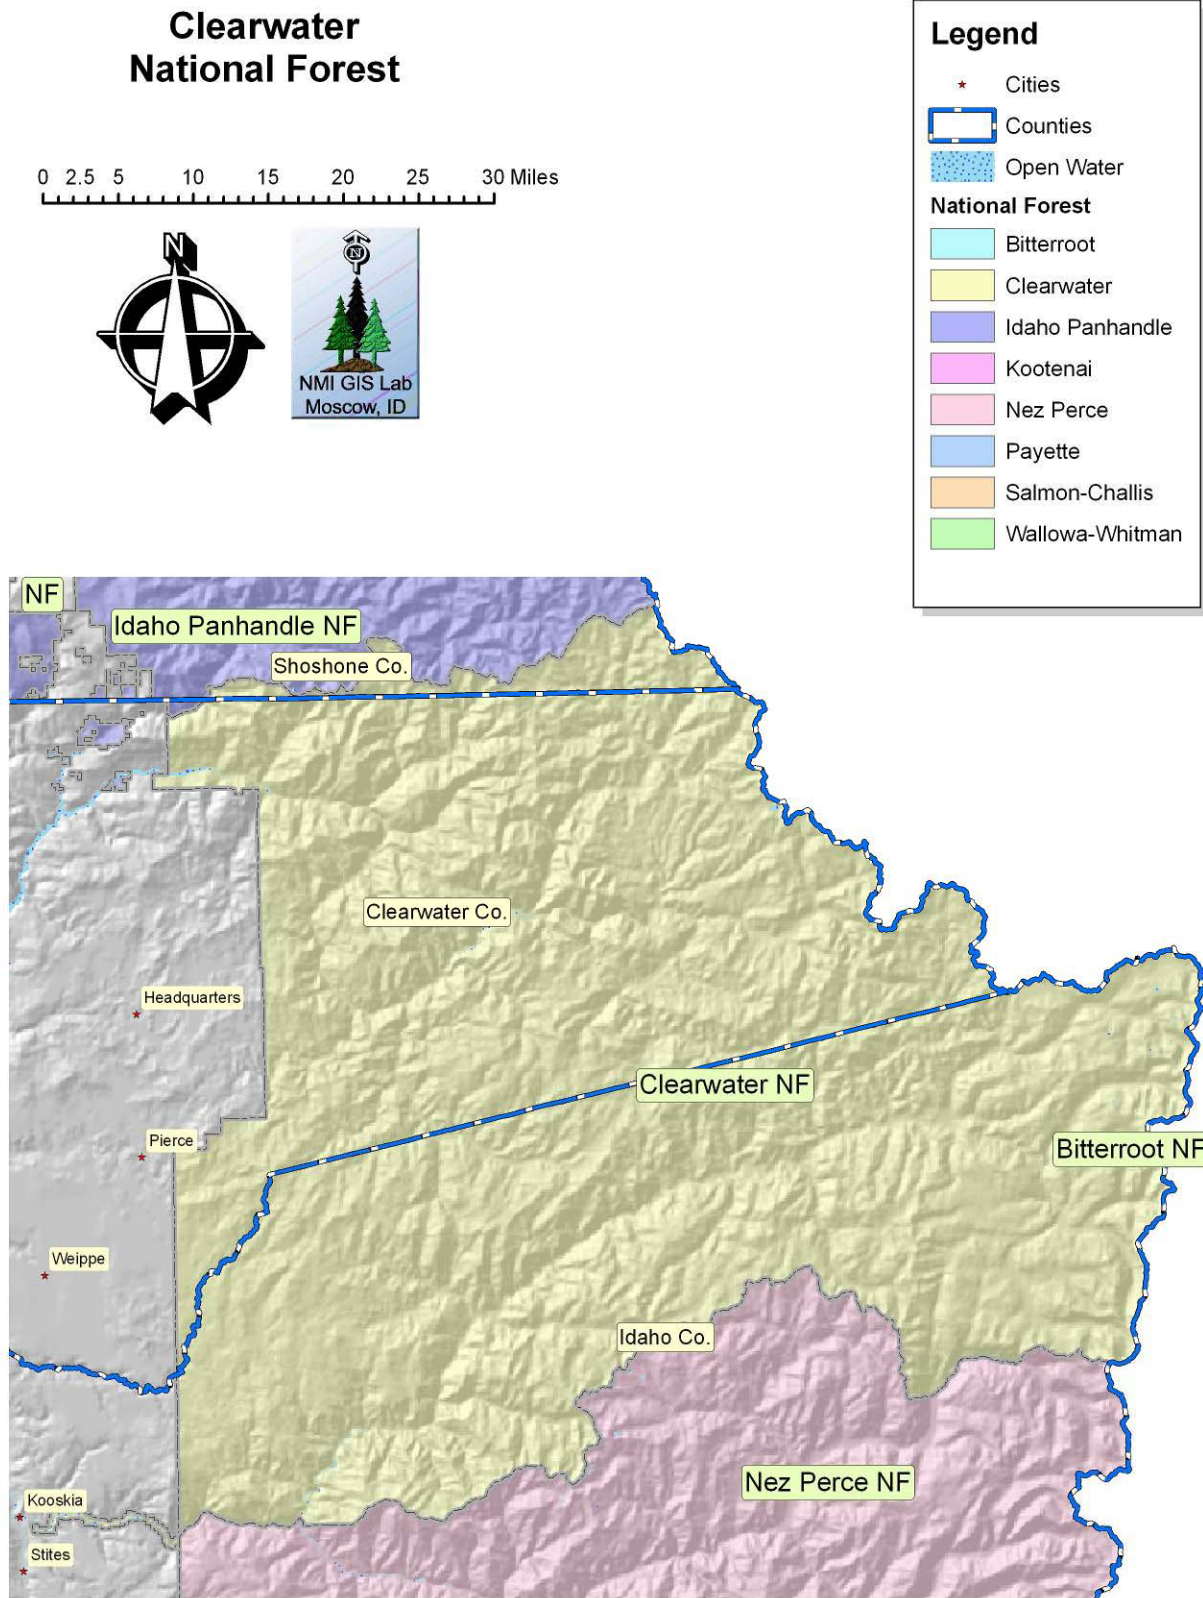 Clearwater
National Forest
0 2.5 5 10 15 20 25 30 Miles
N
N
NMI GIS Lab
Moscow, ID
Legend
Cities
Counties
Open Water
National Forest
Bitterroot
Clearwater
Idaho Panhandle
Kootenai
Nez Perce
Payette
Salmon-Challis
Wallowa-Whitman
NF
Idaho Panhandle NF
Shoshone Co.
Clearwater Co.
Headquarters
Clearwater NF
Pierce
Bitterroot NF
Weippe
Idaho Co.
Nez Perce NF
Kooskia
Stites